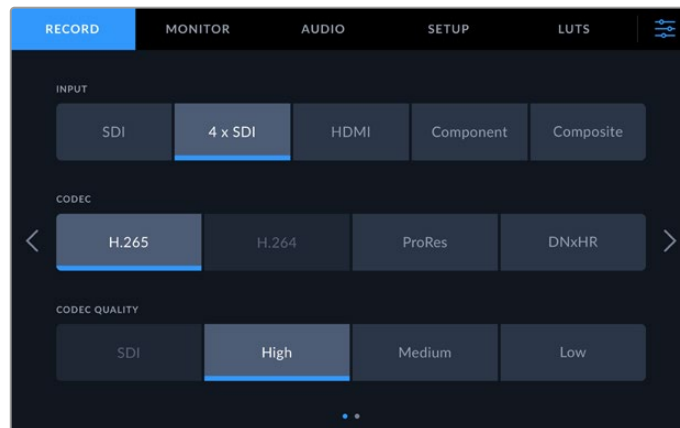 RECORD MONITOR AUDIO SETUP LUTS
INPUT
SDI 4 x SDI HDMI Component Composite
CODEC
H.265 H.264 ProRes DNxHR
CODEC QUALITY
SDI High Medium Low